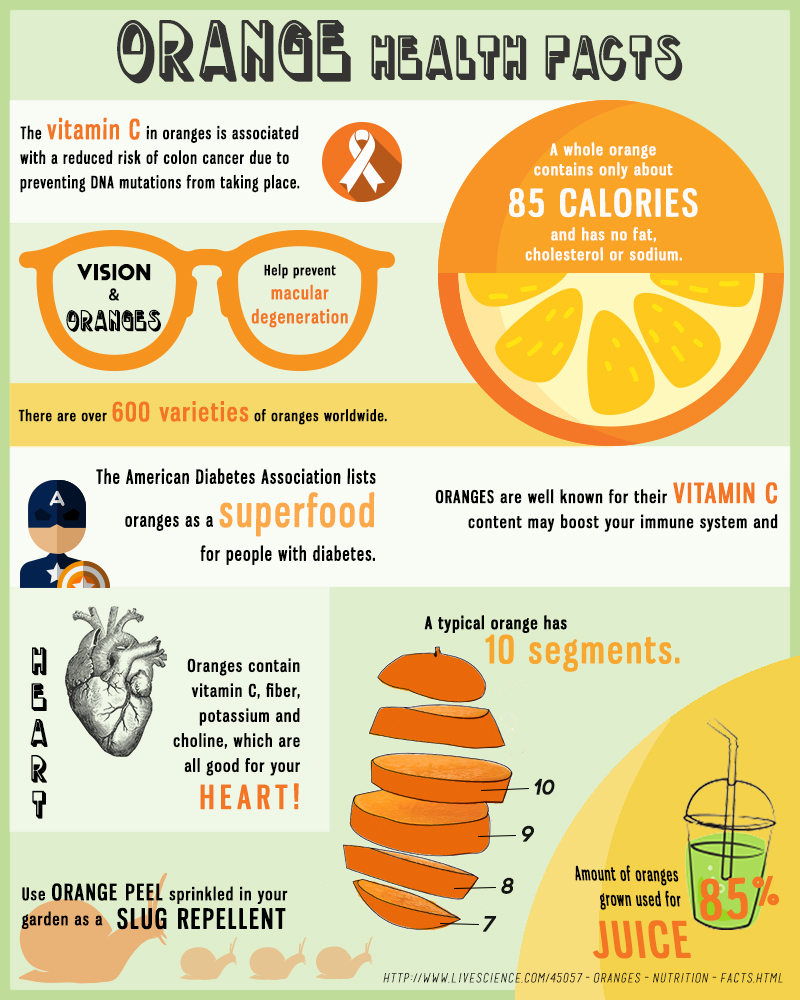 ORANGE HEALTH FACTS
The vitamin C in oranges is associated
with a reduced risk of colon cancer due to
preventing DNA mutations from taking place.
A whole orange
contains only about
85 CALORIES
and has no fat,
cholesterol or sodium.
VISION
&
ORANGES
Help prevent
macular
degeneration
There are over 600 varieties of oranges worldwide.
A
The American Diabetes Association lists
oranges as a superfood
for people with diabetes.
ORANGES are well known for their VITAMIN C
content may boost your immune system and
HEART
Oranges contain
vitamin C, fiber,
potassium and
choline, which are
all good for your
HEART!
A typical orange has
10 segments.
10
9
8
7
Use ORANGE PEEL sprinkled in your
garden as a SLUG REPELLENT
Amount of oranges
grown used for 85%
JUICE
HTTP://WWW.LIVESCIENCE.COM/45057 - ORANGES - NUTRITION - FACTS.HTML